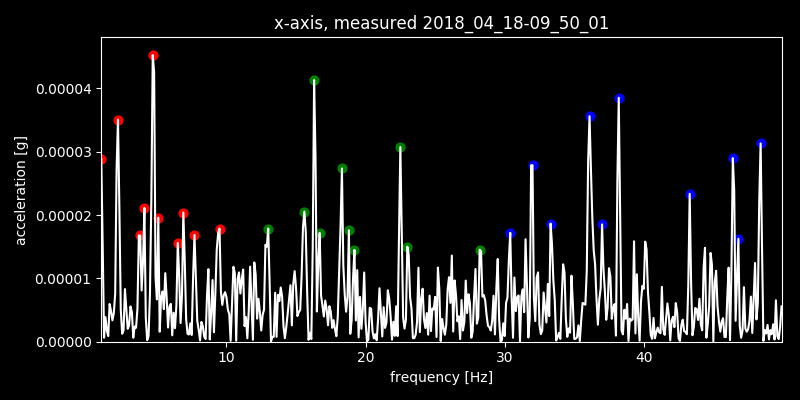 x-axis, measured 2018_04_18-09_50_01
acceleration [g]
0.00004
0.00003
0.00002
0.00001
0.00000
10 20 30 40
frequency [Hz]